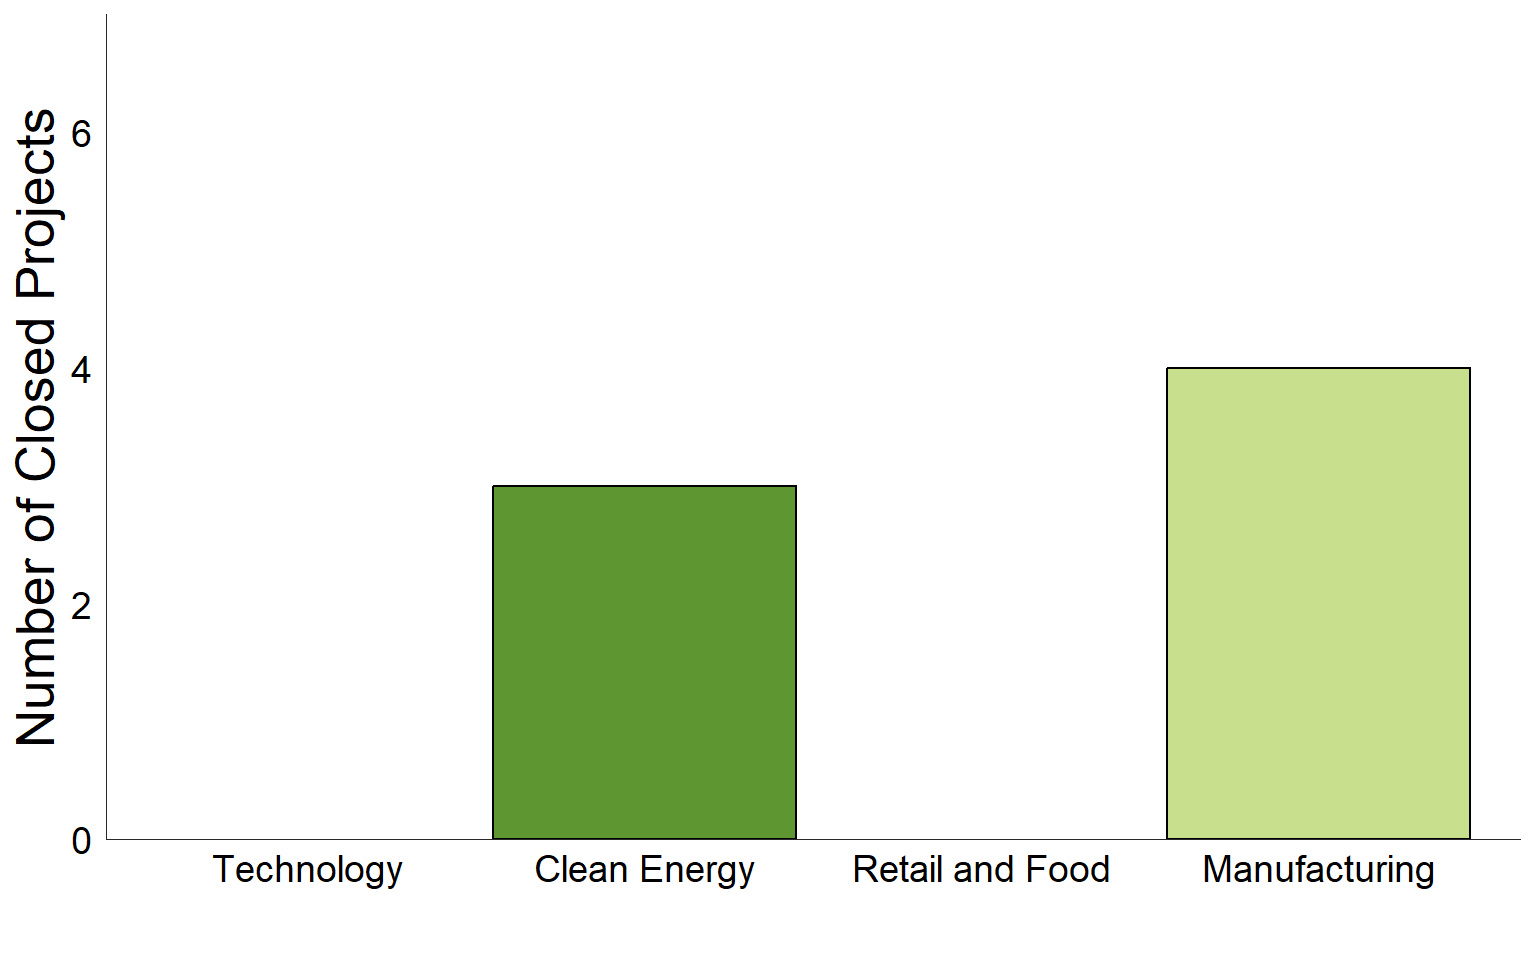 Number of Closed Projects
6
4
2
0
Technology
Clean Energy
Retail and Food
Manufacturing